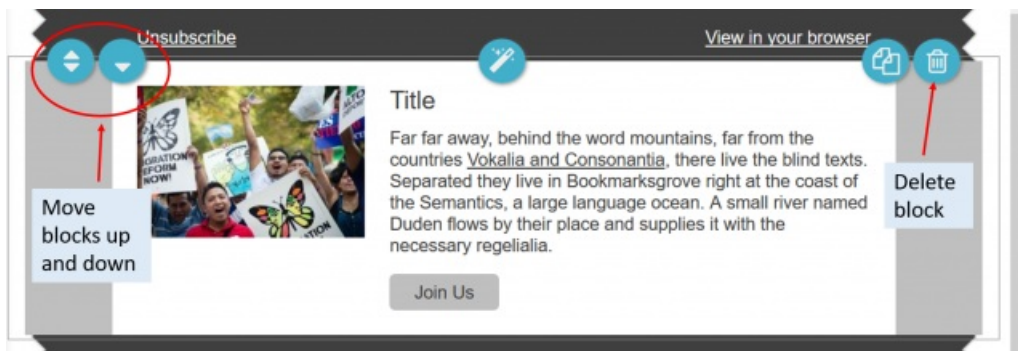 Unsubscribe
View in your browser
Title
Far far away, behind the word mountains, far from the
countries Vokalia and Consonantia, there live the blind texts.
Separated they live in Bookmarksgrove right at the coast of
the Semantics, a large language ocean. A small river named
Duden flows by their place and supplies it with the
necessary regelialia.
Join Us
Move
blocks up
and down
Delete
block
NOW!